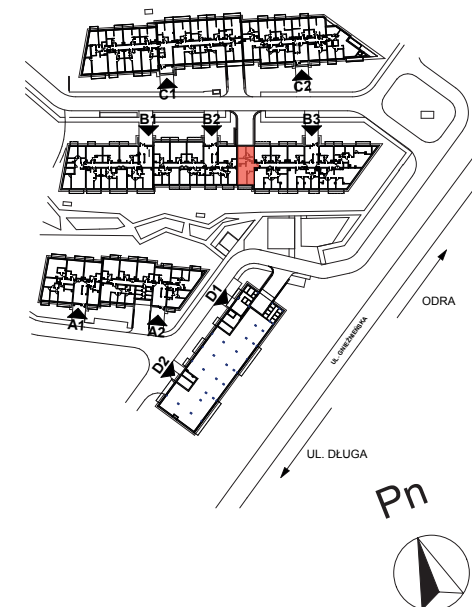 C1
C2
B1
B2
B3
A1
A2
D1
D2
ODRA
UL. GNIEŹNIEŃSKA
UL. DŁUGA
Pn